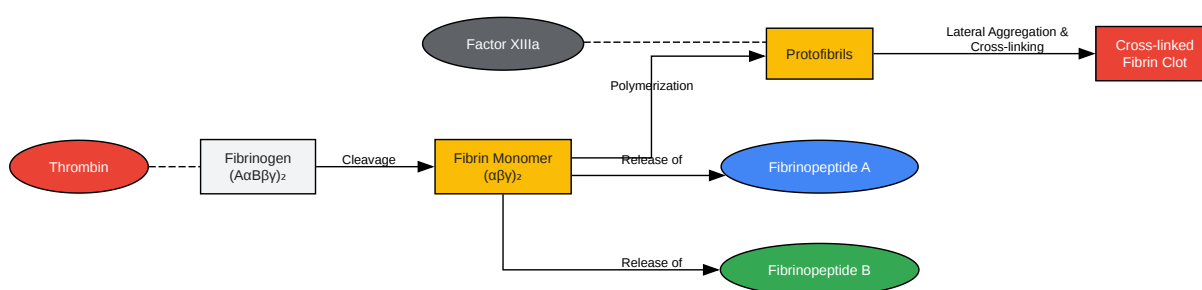 Factor XIIIa
Protofibrils
Lateral Aggregation &
Cross-linking
Cross-linked
Fibrin Clot
Polymerization
Thrombin
Fibrinogen
(AαBβγ)₂
Cleavage
Fibrin Monomer
(αβγ)₂
Release of
Fibrinopeptide A
Release of
Fibrinopeptide B